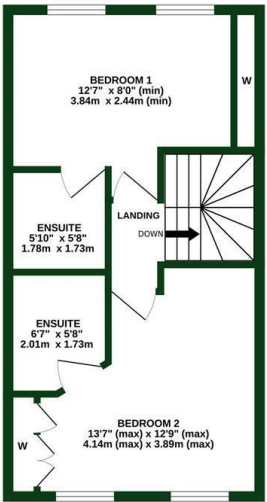 BEDROOM 1
12'7" x 8'0" (min)
3.84m x 2.44m (min)
W
ENSUITE
5'10" x 5'8"
1.78m x 1.73m
LANDING
DOWN
ENSUITE
6'7" x 5'8"
2.01m x 1.73m
BEDROOM 2
13'7" (max) x 12'9" (max)
4.14m (max) x 3.89m (max)
W